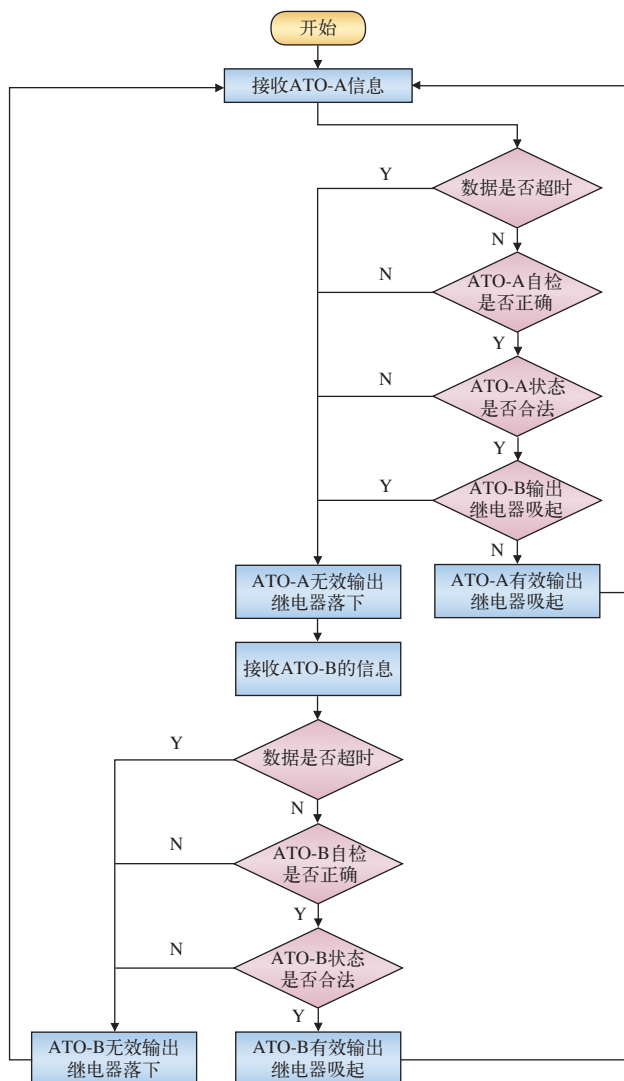 开始
接收ATO-A信息
数据是否超时
Y
N
ATO-A自检
是否正确
N
Y
ATO-A状态
是否合法
N
Y
ATO-B输出
继电器吸起
Y
N
ATO-A无效输出
继电器落下
ATO-A有效输出
继电器吸起
接收ATO-B的信息
数据是否超时
Y
N
ATO-B自检
是否正确
N
Y
ATO-B状态
是否合法
N
Y
ATO-B无效输出
继电器落下
ATO-B有效输出
继电器吸起